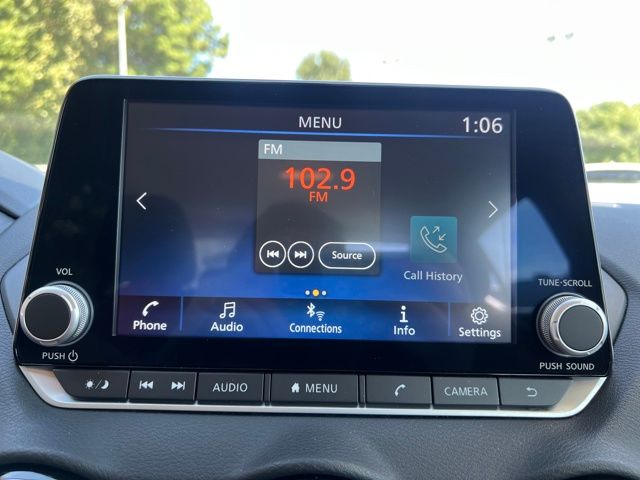 MENU
1:06
FM
102.9
FM
Source
Call History
Phone
Audio
Connections
Info
Settings
VOL
PUSH
TUNE·SCROLL
PUSH SOUND
AUDIO
MENU
CAMERA